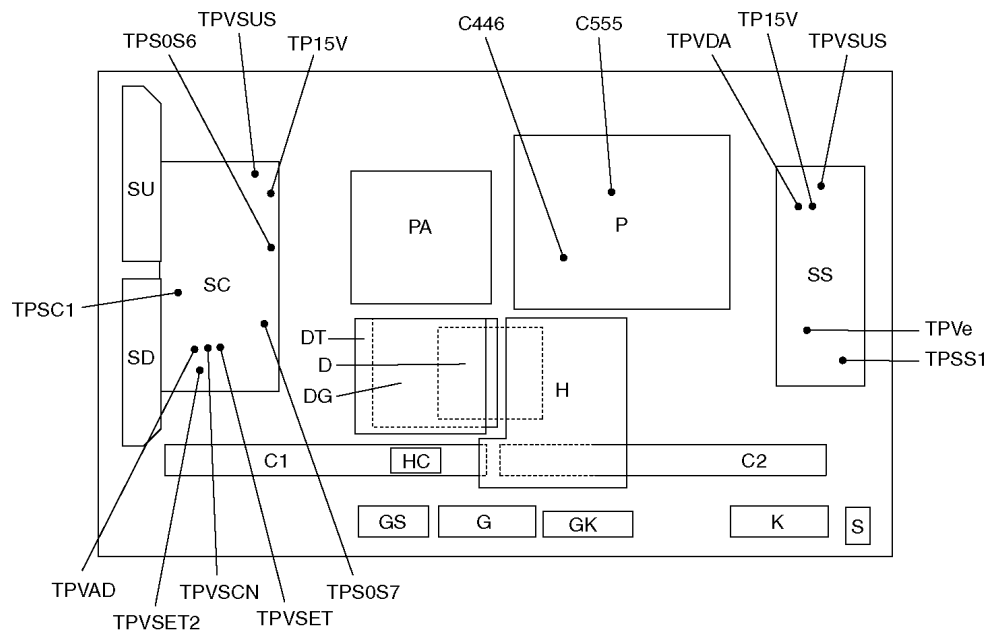 TPVSUS
TPS0S6
TP15V
C446
C555
TP15V
TPVDA
TPVSUS
SU
PA
P
SC
SS
TPSC1
TPVe
DT
SD
D
TPSS1
DG
H
C1
HC
C2
GS
G
GK
K
S
TPVAD
TPVSCN
TPS0S7
TPVSET2
TPVSET